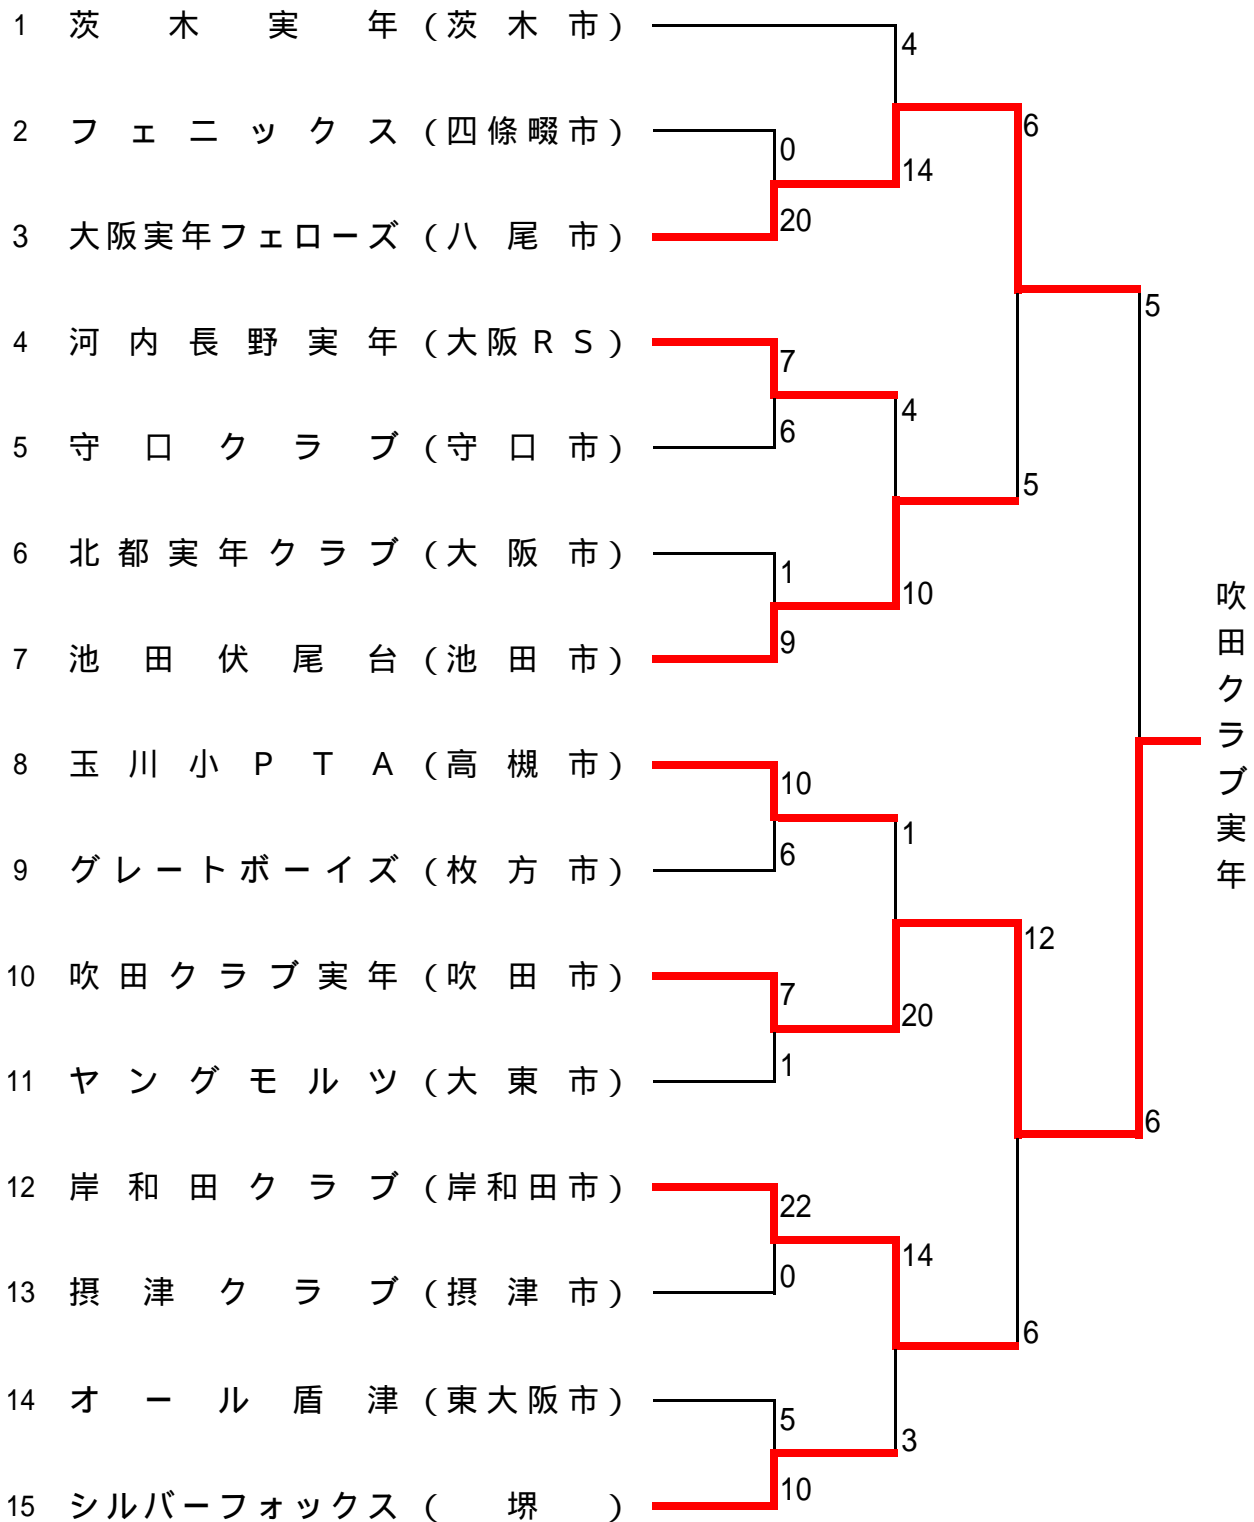 1 茨木実年 (茨木市)
4
2 フェニックス (四條畷市)
0
6
14
20
3 大阪実年フェローズ (八尾市)
5
4 河内長野実年 (大阪RS)
7
4
5 守口クラブ (守口市)
6
5
6 北都実年クラブ (大阪市)
1
10
9
7 池田伏尾台 (池田市)
吹田クラブ実年
8 玉川小PTA (高槻市)
10
1
6
9 グレートボーイズ (枚方市)
12
10 吹田クラブ実年 (吹田市)
7
20
1
11 ヤングモルツ (大東市)
6
12 岸和田クラブ (岸和田市)
22
14
0
13 摂津クラブ (摂津市)
6
14 オール盾津 (東大阪市)
5
3
10
15 シルバーフォックス (堺)